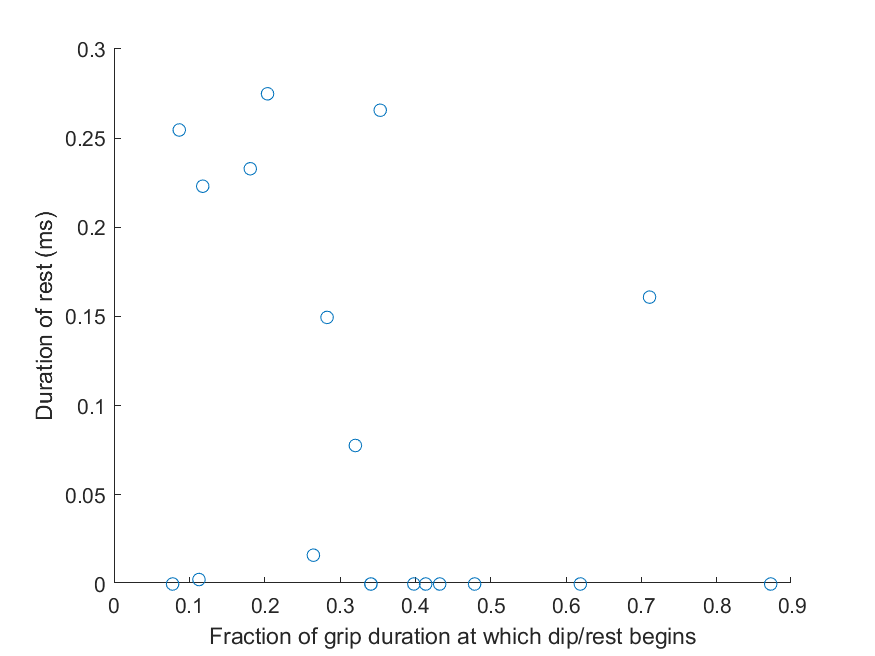 0.3
0.25
0.2
0.15
0.1
0.05
0
Duration of rest (ms)
0 0.1 0.2 0.3 0.4 0.5 0.6 0.7 0.8 0.9
Fraction of grip duration at which dip/rest begins